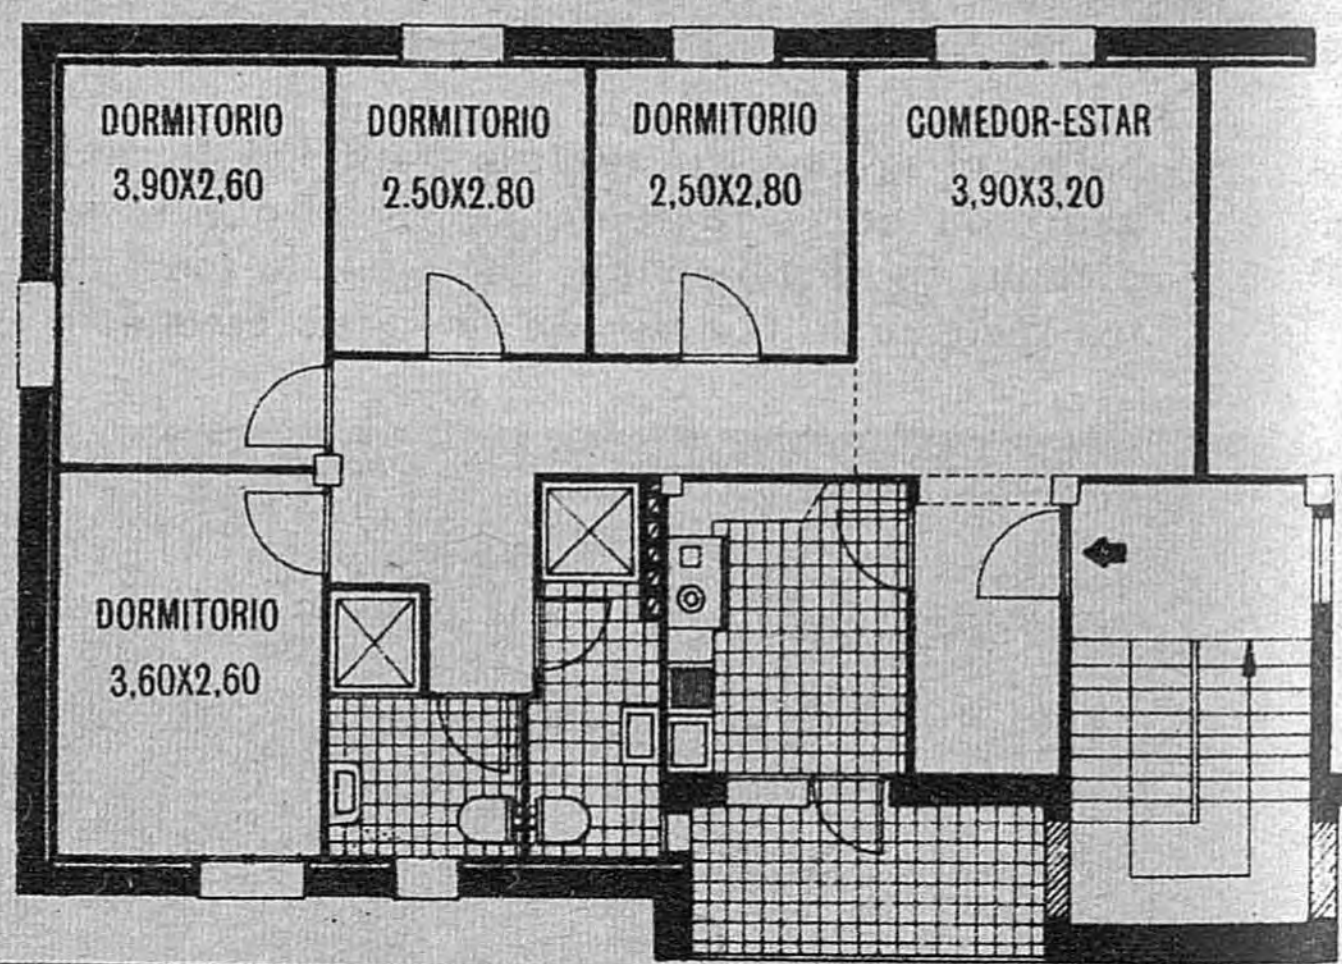 DORMITORIO
3,90X2,60
DORMITORIO
2.50X2.80
DORMITORIO
2,50X2,80
COMEDOR-ESTAR
3,90X3,20
DORMITORIO
3,60X2,60